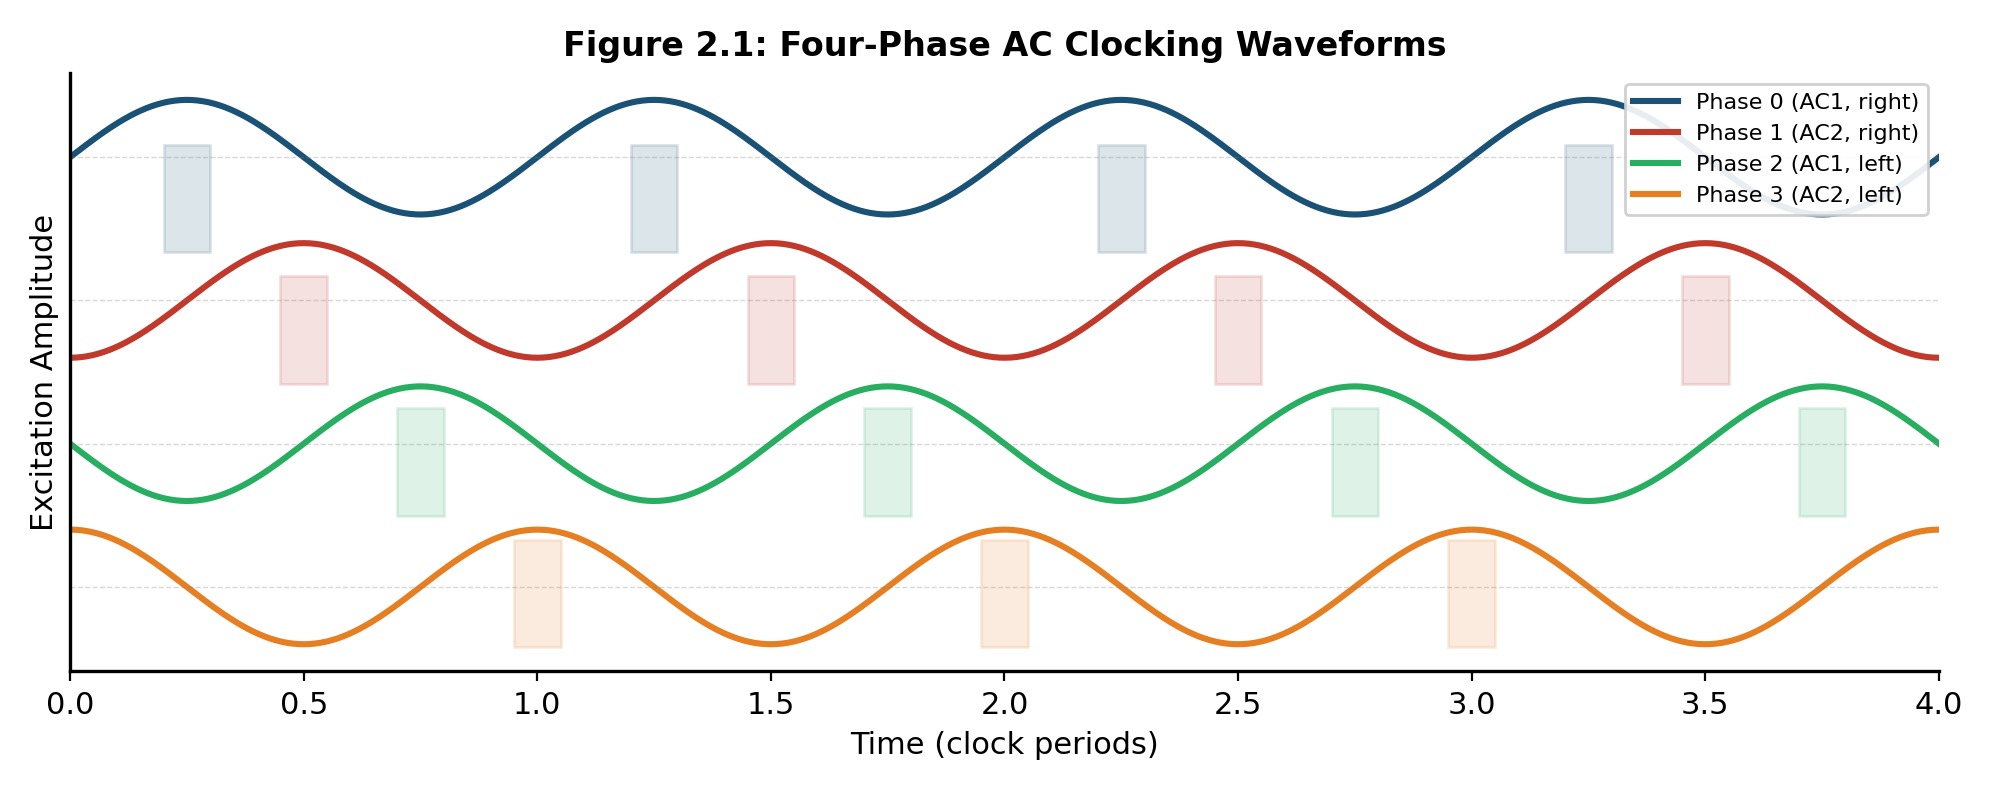 Figure 2.1: Four-Phase AC Clocking Waveforms
Phase 0 (AC1, right)
Phase 1 (AC2, right)
Phase 2 (AC1, left)
Phase 3 (AC2, left)
Excitation Amplitude
0.0 0.5 1.0 1.5 2.0 2.5 3.0 3.5 4.0
Time (clock periods)